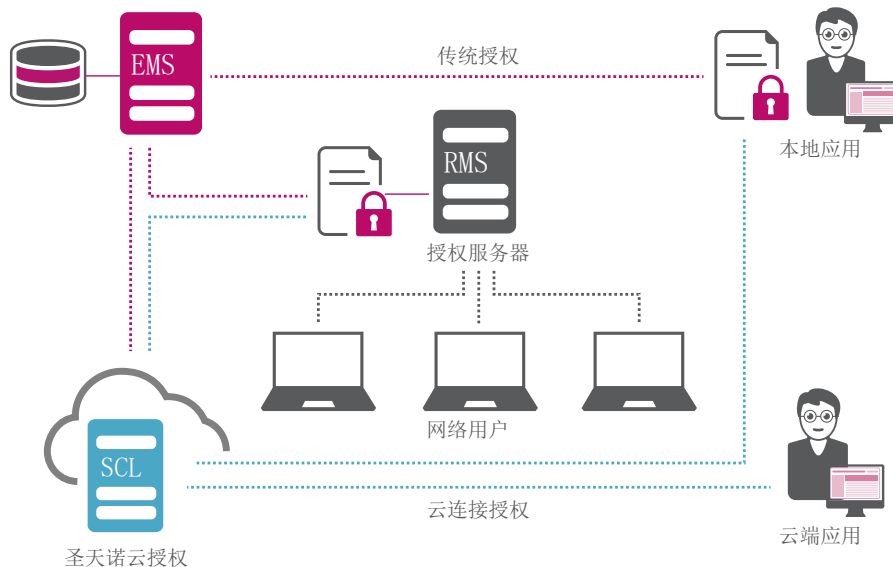 EMS
传统授权
本地应用
RMS
授权服务器
网络用户
SCL
云连接授权
圣天诺云授权
云端应用